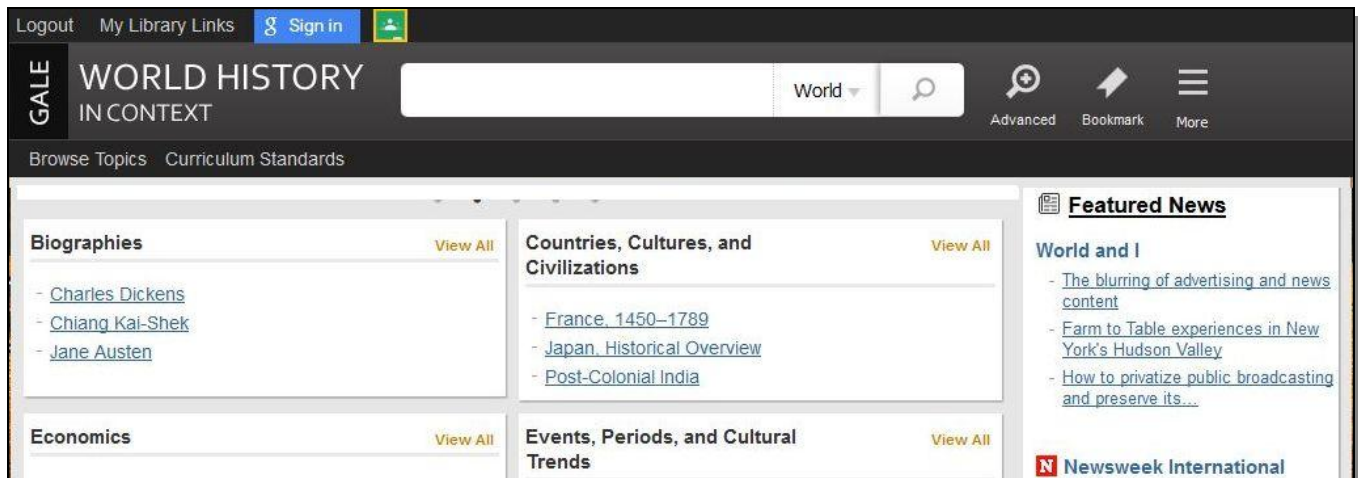 Logout My Library Links g Sign in
GALE
WORLD HISTORY
IN CONTEXT
World
Advanced Bookmark More
Browse Topics Curriculum Standards
Biographies View All
- Charles Dickens
- Chiang Kai-Shek
- Jane Austen
Countries, Cultures, and View All
Civilizations
- France, 1450–1789
- Japan, Historical Overview
- Post-Colonial India
Economics View All
Events, Periods, and Cultural View All
Trends
Featured News
World and I
- The blurring of advertising and news
content
- Farm to Table experiences in New
York's Hudson Valley
- How to privatize public broadcasting
and preserve its...
N Newsweek International